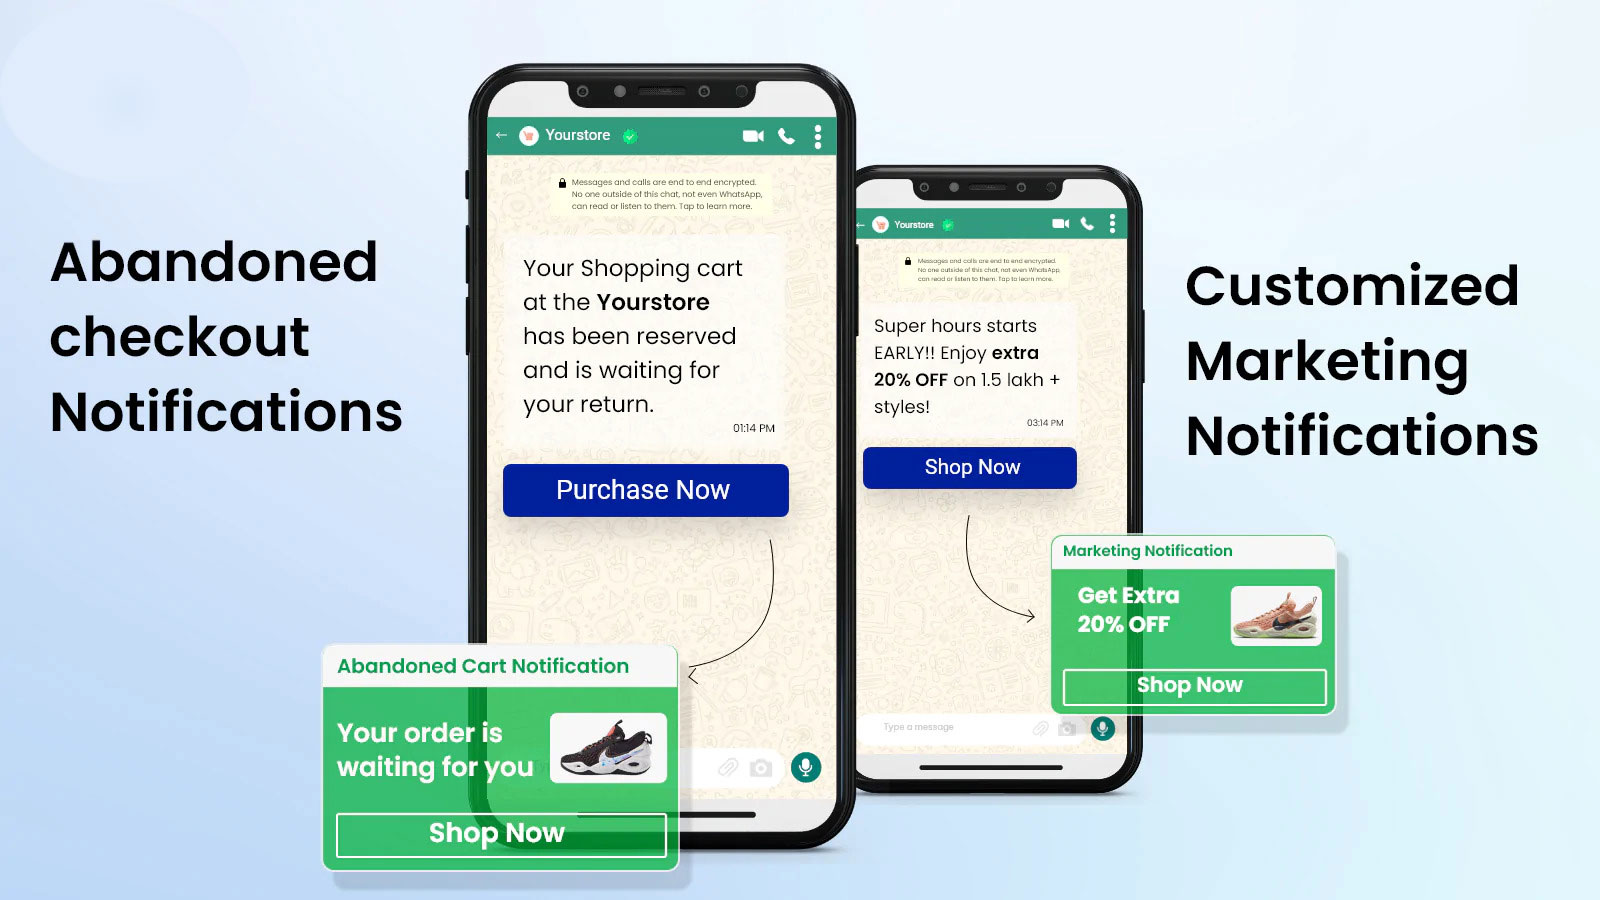 Abandoned
checkout
Notifications
Yourstore
Messages and calls are end to end encrypted.
No one outside of this chat, not even WhatsApp,
can read or listen to them. Tap to learn more.
Your Shopping cart
at the Yourstore
has been reserved
and is waiting for
your return.
01:14 PM
Purchase Now
Abandoned Cart Notification
Your order is
waiting for you
Shop Now
Yourstore
Messages and calls are end to end encrypted.
No one outside of this chat, not even WhatsApp,
can read or listen to them. Tap to learn more.
Super hours starts
EARLY!! Enjoy extra
20% OFF on 1.5 lakh +
styles!
03:14 PM
Shop Now
Type a message
Marketing Notification
Get Extra
20% OFF
Shop Now
Customized
Marketing
Notifications